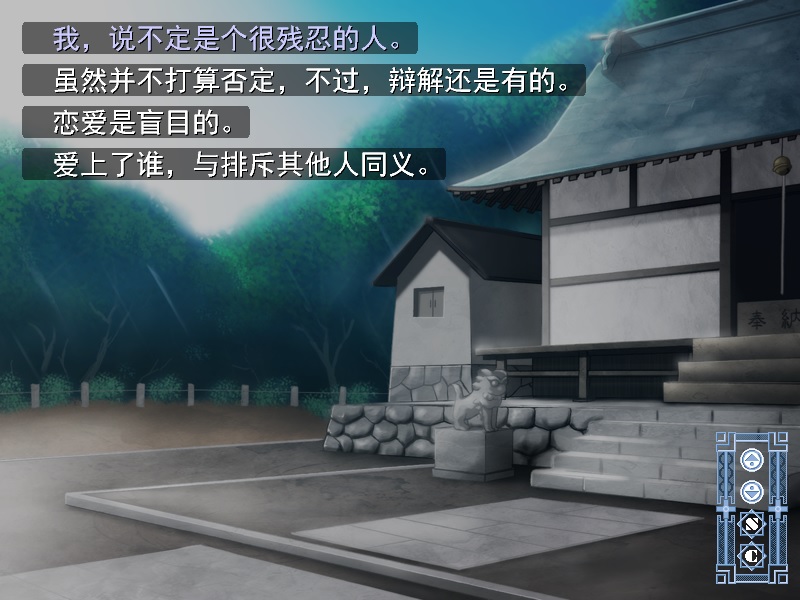 我，说不定是个很残忍的人。
虽然并不打算否定，不过，辩解还是有的。
恋爱是盲目的。
爱上了谁，与排斥其他人同义。
奉納
S
C